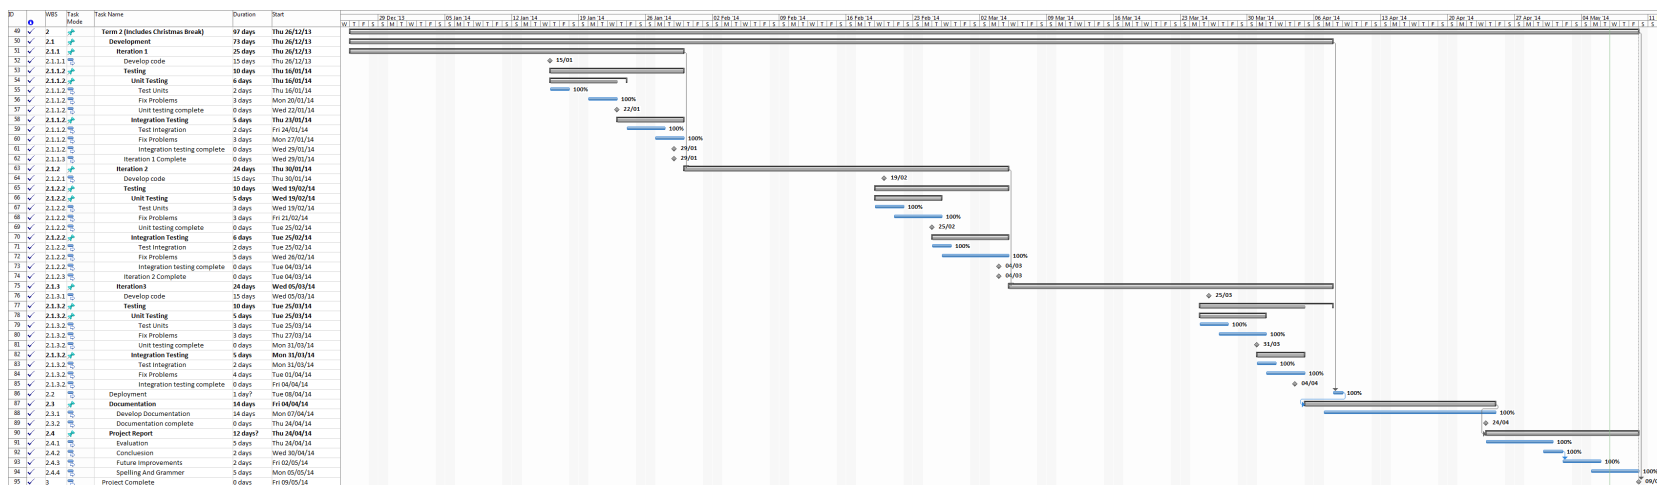 ID WBS Task Mode Task Name Duration Start
29 Dec '13 05 Jan '14 12 Jan '14 19 Jan '14 26 Jan '14 02 Feb '14 09 Feb '14 16 Feb '14 23 Feb '14 02 Mar '14 09 Mar '14 16 Mar '14 23 Mar '14 30 Mar '14 06 Apr '14 13 Apr '14 20 Apr '14 27 Apr '14 04 May '14 11
49 2 Term 2 (Includes Christmas Break) 97 days Thu 26/12/13
50 2.1 Development 73 days Thu 26/12/13
51 2.1.1 Iteration 1 25 days Thu 26/12/13
52 2.1.1.1 Develop code 15 days Thu 26/12/13 15/01
53 2.1.1.2 Testing 10 days Thu 16/01/14
54 2.1.1.2. Unit Testing 6 days Thu 16/01/14
55 2.1.1.2. Test Units 2 days Thu 16/01/14 100%
56 2.1.1.2. Fix Problems 3 days Mon 20/01/14 100%
57 2.1.1.2. Unit testing complete 0 days Wed 22/01/14 22/01
58 2.1.1.2. Integration Testing 5 days Thu 23/01/14
59 2.1.1.2. Test Integration 2 days Fri 24/01/14 100%
60 2.1.1.2. Fix Problems 3 days Mon 27/01/14 100%
61 2.1.1.2. Integration testing complete 0 days Wed 29/01/14 29/01
62 2.1.1.3 Iteration 1 Complete 0 days Wed 29/01/14 29/01
63 2.1.2 Iteration 2 24 days Thu 30/01/14
64 2.1.2.1 Develop code 15 days Thu 30/01/14 19/02
65 2.1.2.2 Testing 10 days Wed 19/02/14
66 2.1.2.2. Unit Testing 5 days Wed 19/02/14
67 2.1.2.2. Test Units 3 days Wed 19/02/14 100%
68 2.1.2.2. Fix Problems 3 days Fri 21/02/14 100%
69 2.1.2.2. Unit testing complete 0 days Tue 25/02/14 25/02
70 2.1.2.2. Integration Testing 6 days Tue 25/02/14
71 2.1.2.2. Test Integration 2 days Tue 25/02/14 100%
72 2.1.2.2. Fix Problems 5 days Wed 26/02/14 100%
73 2.1.2.2. Integration testing complete 0 days Tue 04/03/14 04/03
74 2.1.2.3 Iteration 2 Complete 0 days Tue 04/03/14 04/03
75 2.1.3 Iteration3 24 days Wed 05/03/14
76 2.1.3.1 Develop code 15 days Wed 05/03/14 25/03
77 2.1.3.2 Testing 10 days Tue 25/03/14
78 2.1.3.2. Unit Testing 5 days Tue 25/03/14
79 2.1.3.2. Test Units 3 days Tue 25/03/14 100%
80 2.1.3.2. Fix Problems 3 days Thu 27/03/14 100%
81 2.1.3.2. Unit testing complete 0 days Mon 31/03/14 31/03
82 2.1.3.2. Integration Testing 5 days Mon 31/03/14
83 2.1.3.2. Test Integration 2 days Mon 31/03/14 100%
84 2.1.3.2. Fix Problems 4 days Tue 01/04/14 100%
85 2.1.3.2. Integration testing complete 0 days Fri 04/04/14 04/04
86 2.2 Deployment 1 day? Tue 08/04/14 100%
87 2.3 Documentation 14 days Fri 04/04/14
88 2.3.1 Develop Documentation 14 days Mon 07/04/14 100%
89 2.3.2 Documentation complete 0 days Thu 24/04/14 24/04
90 2.4 Project Report 12 days? Thu 24/04/14
91 2.4.1 Evaluation 5 days Thu 24/04/14 100%
92 2.4.2 Concluesion 2 days Wed 30/04/14 100%
93 2.4.3 Future Improvements 2 days Fri 02/05/14 100%
94 2.4.4 Spelling And Grammer 5 days Mon 05/05/14 100%
95 3 Project Complete 0 days Fri 09/05/14